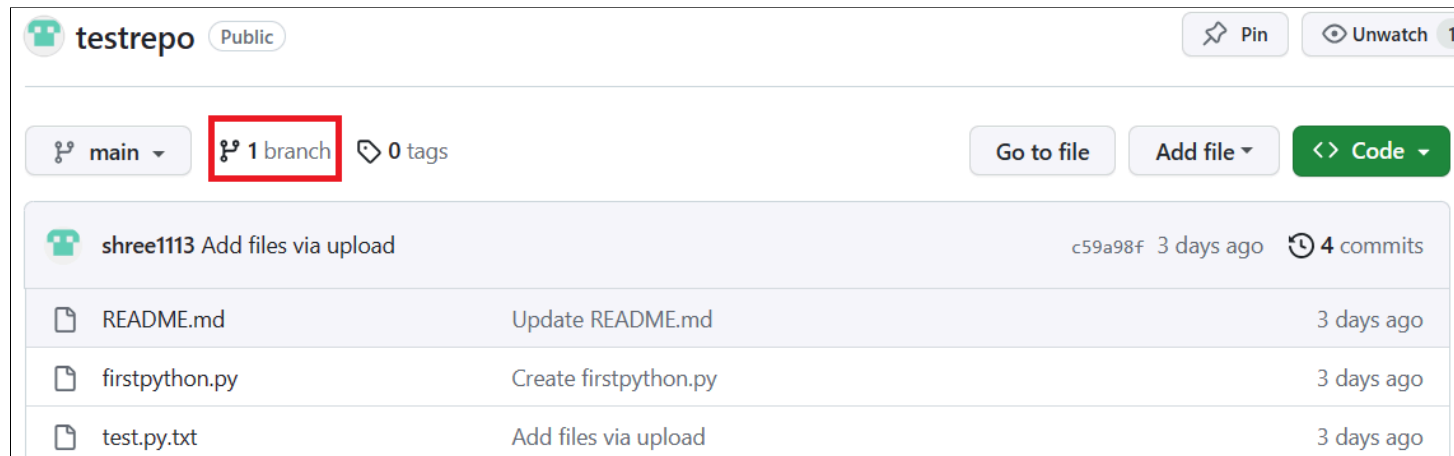 testrepo Public Pin Unwatch 1
main 1 branch 0 tags Go to file Add file <> Code
shree1113 Add files via upload c59a98f 3 days ago 4 commits
README.md Update README.md 3 days ago
firstpython.py Create firstpython.py 3 days ago
test.py.txt Add files via upload 3 days ago